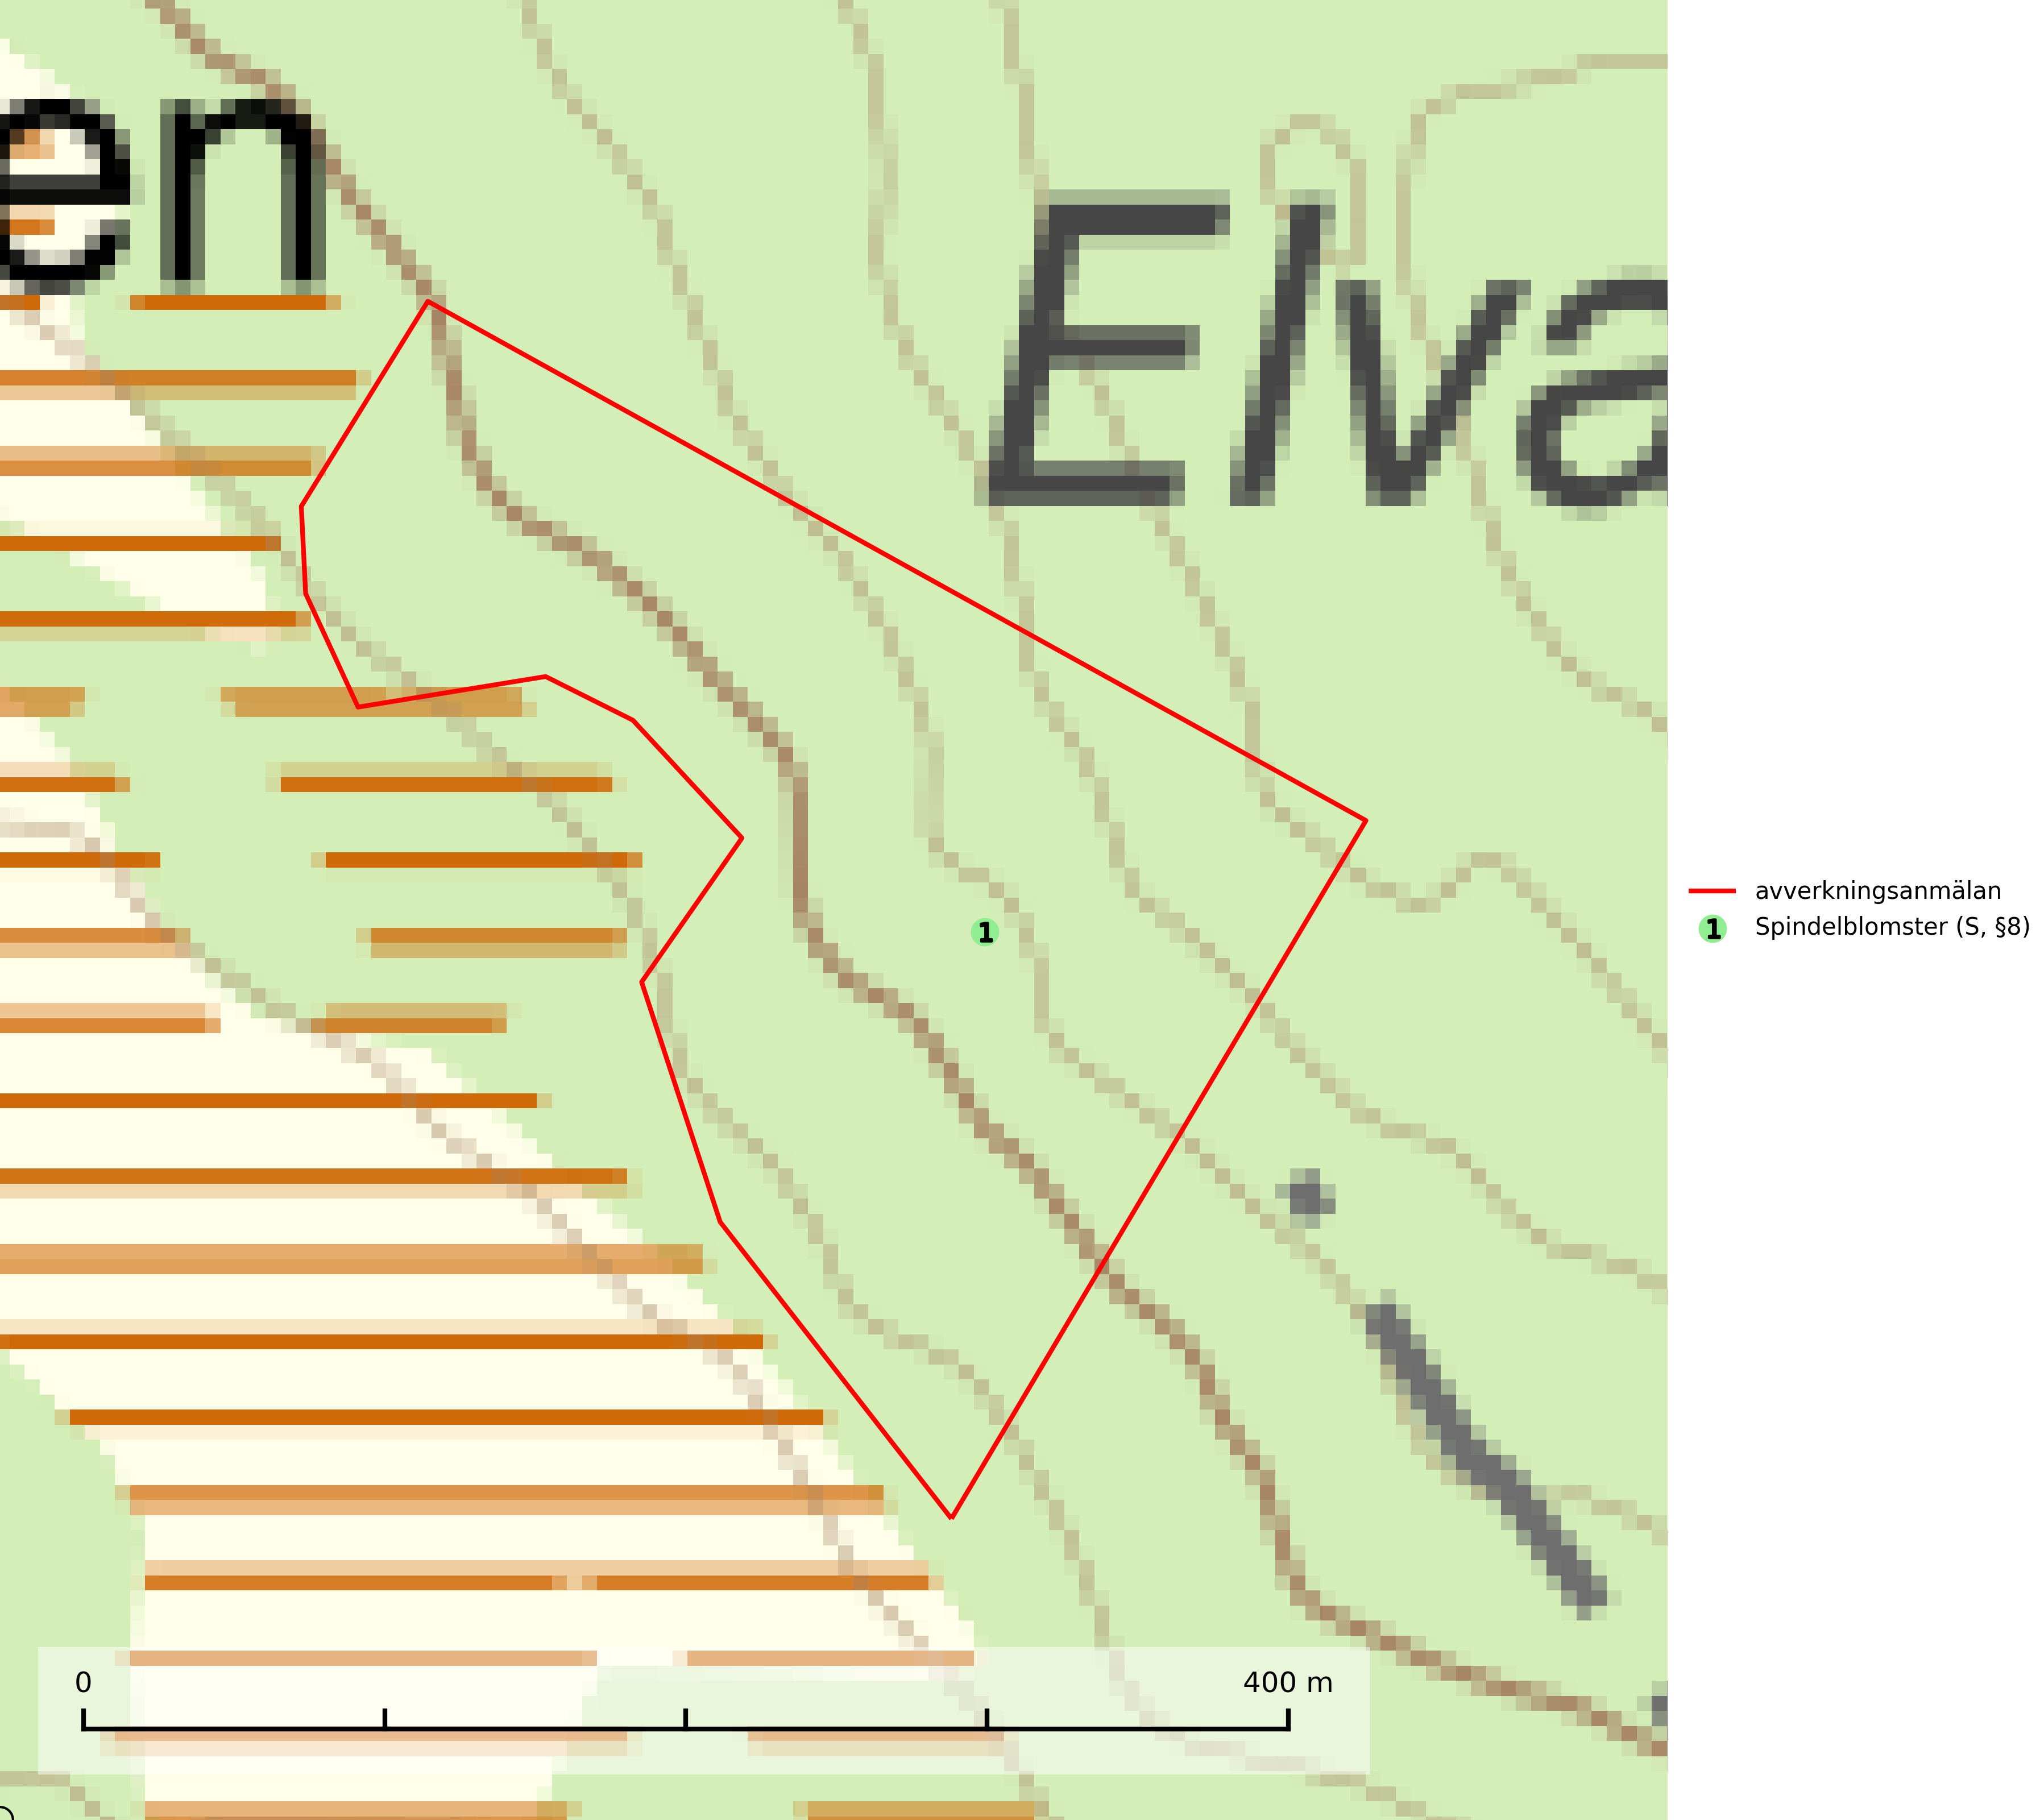 en
Elva
1
avverkningsanmälan
1 Spindelblomster (S, §8)
0 400 m